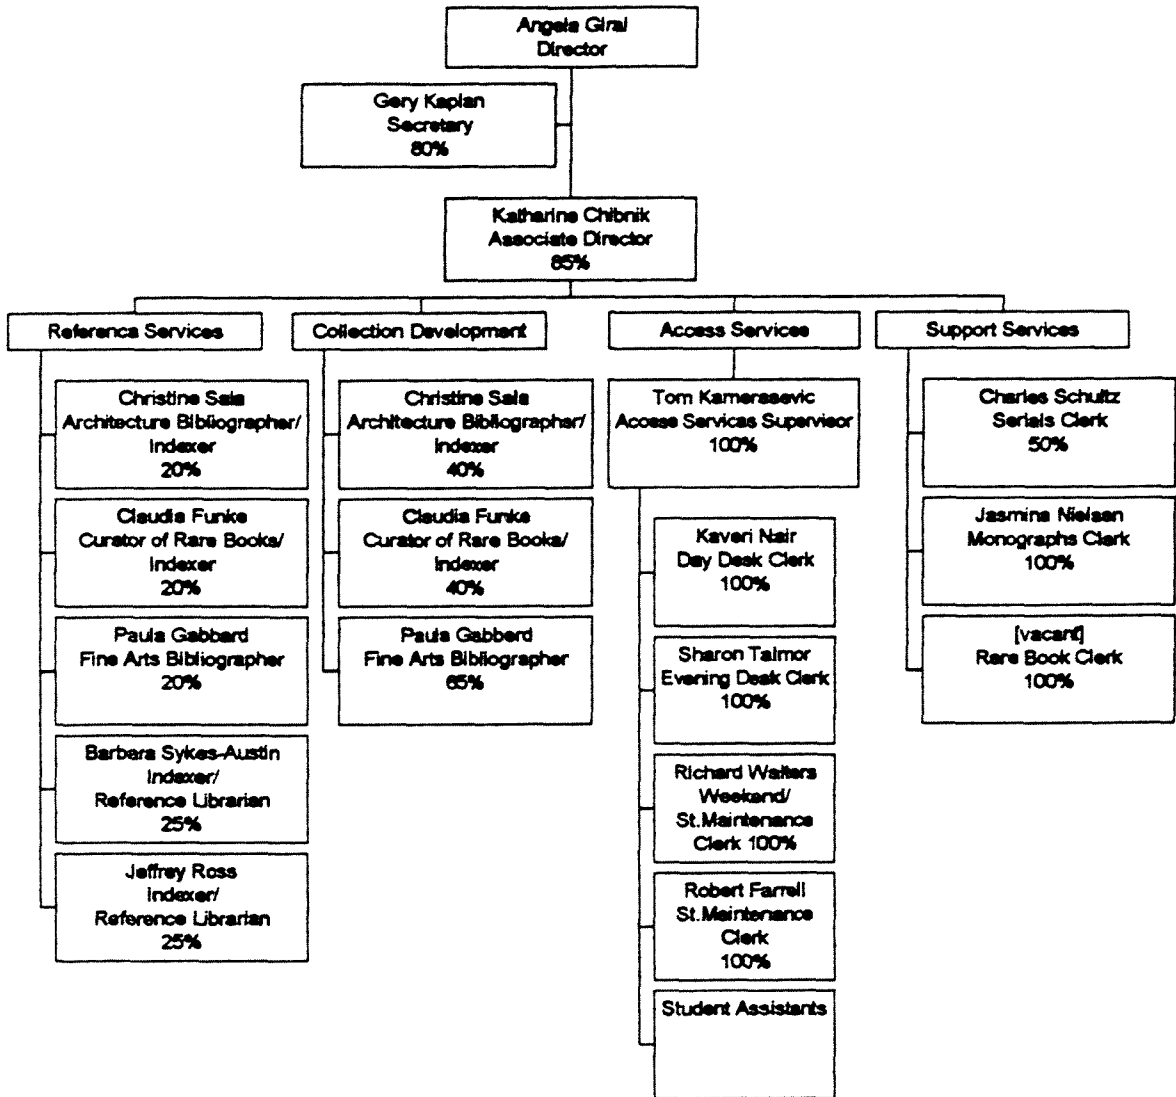 Angela Giral
Director
Gery Kaplan
Secretary
80%
Katharine Chibnik
Associate Director
85%
Reference Services
Christine Sala
Architecture Bibliographer/
Indexer
20%
Claudia Funke
Curator of Rare Books/
Indexer
20%
Paula Gabbard
Fine Arts Bibliographer
20%
Barbara Sykes-Austin
Indexer/
Reference Librarian
25%
Jeffrey Ross
Indexer/
Reference Librarian
25%
Collection Development
Christine Sala
Architecture Bibliographer/
Indexer
40%
Claudia Funke
Curator of Rare Books/
Indexer
40%
Paula Gabbard
Fine Arts Bibliographer
65%
Access Services
Tom Kamerasevic
Access Services Supervisor
100%
Kaveri Nair
Day Desk Clerk
100%
Sharon Talmor
Evening Desk Clerk
100%
Richard Walters
Weekend/
St.Maintenance
Clerk 100%
Robert Farrell
St.Maintenance
Clerk
100%
Student Assistants
Support Services
Charles Schultz
Serials Clerk
50%
Jasmina Nielsen
Monographs Clerk
100%
[vacant]
Rare Book Clerk
100%